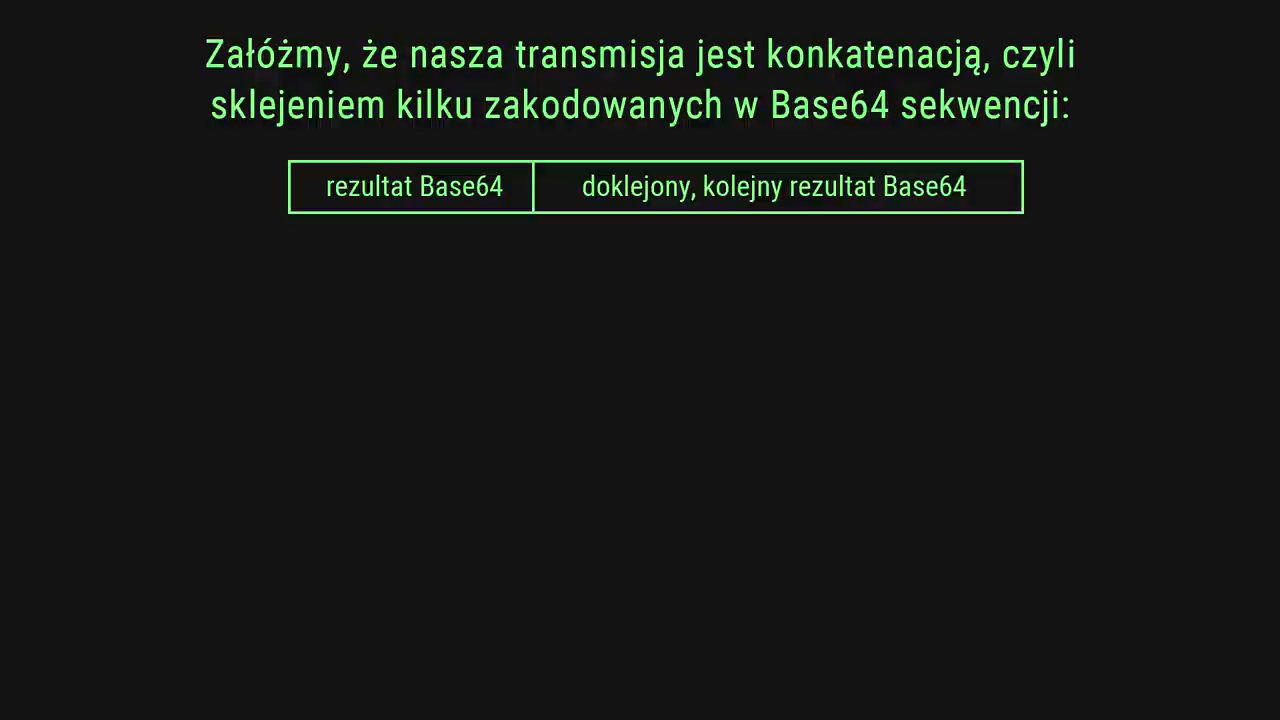 Załóżmy, że nasza transmisja jest konkatenacją, czyli
sklejeniem kilku zakodowanych w Base64 sekwencji:
rezultat Base64
doklejony, kolejny rezultat Base64